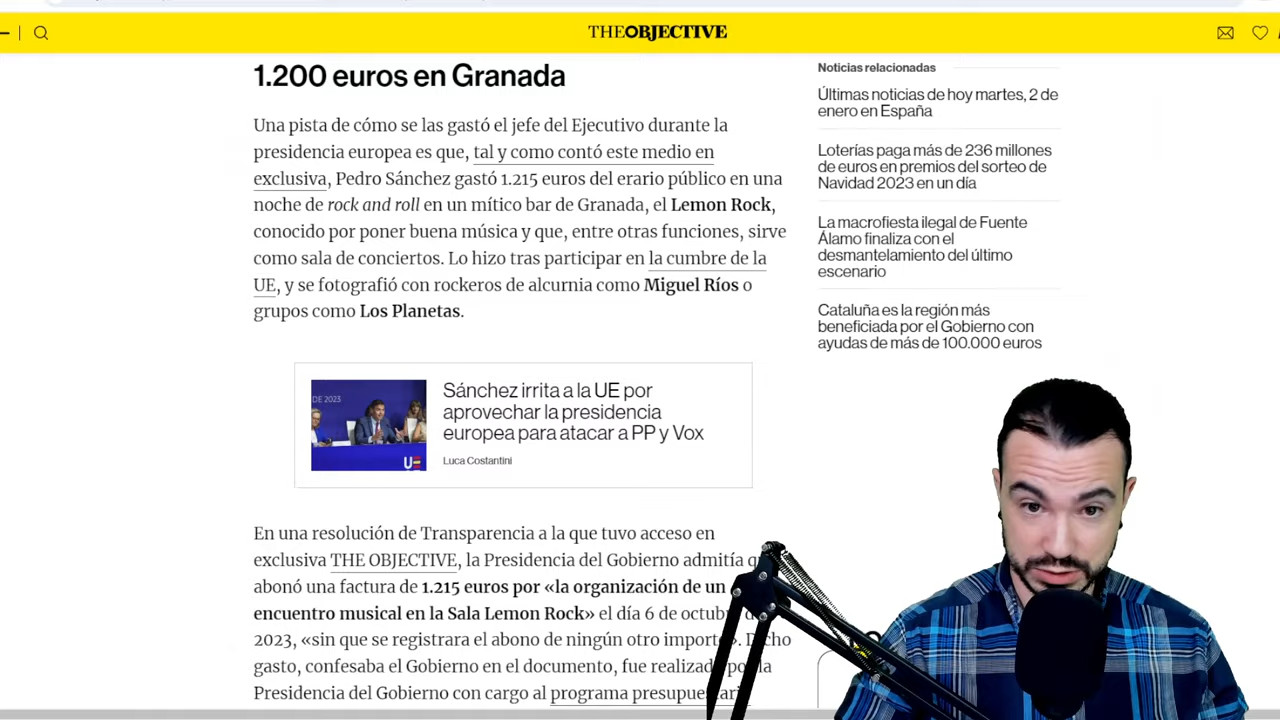 THEOBJECTIVE
1.200 euros en Granada
Una pista de cómo se las gastó el jefe del Ejecutivo durante la
presidencia europea es que, tal y como contó este medio en
exclusiva, Pedro Sánchez gastó 1.215 euros del erario público en una
noche de rock and roll en un mítico bar de Granada, el Lemon Rock,
conocido por poner buena música y que, entre otras funciones, sirve
como sala de conciertos. Lo hizo tras participar en la cumbre de la
UE, y se fotografió con rockeros de alcurnia como Miguel Ríos o
grupos como Los Planetas.
DE 2023
UE
Sánchez irrita a la UE por
aprovechar la presidencia
europea para atacar a PP y Vox
Luca Costantini
En una resolución de Transparencia a la que tuvo acceso en
exclusiva THE OBJECTIVE, la Presidencia del Gobierno admitía
abonó una factura de 1.215 euros por «la organización de un
encuentro musical en la Sala Lemon Rock» el día 6 de
2023, «sin que se registrara el abono de ningún otro importe».
gasto, confesaba el Gobierno en el documento, fue la
Presidencia del Gobierno con cargo al programa
Noticias relacionadas
Últimas noticias de hoy martes, 2 de
enero en España
Loterías paga más de 236 millones
de euros en premios del sorteo de
Navidad 2023 en un día
La macrofiesta ilegal de Fuente
Álamo finaliza con el
desmantelamiento del último
escenario
Cataluña es la región más
beneficiada por el Gobierno con
ayudas de más de 100.000 euros